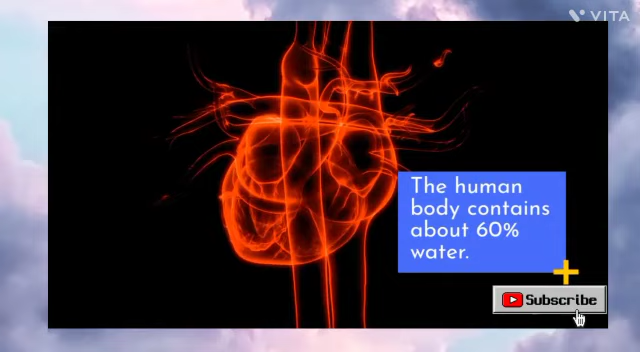 VITA
The human
body contains
about 60%
water.
Subscribe